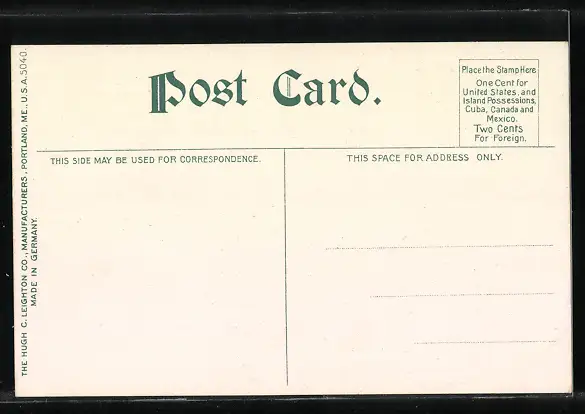 Post Card.
Place the Stamp Here
One Cent for
United States, and
Island Possessions,
Cuba, Canada and
Mexico.
Two Cents
For Foreign.
THIS SIDE MAY BE USED FOR CORRESPONDENCE.
THIS SPACE FOR ADDRESS ONLY.
THE HUGH C. LEIGHTON CO., MANUFACTURERS, PORTLAND, ME., U.S.A. 5040.
MADE IN GERMANY.